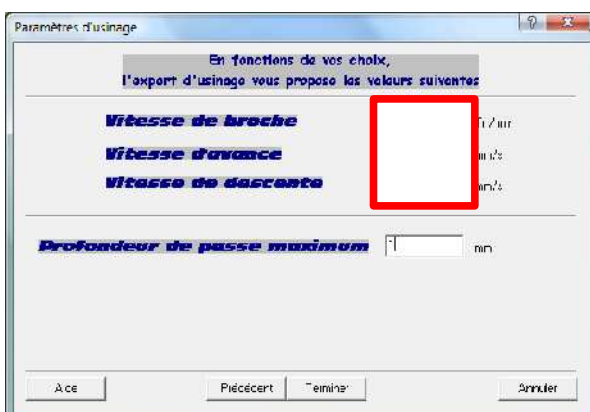 Paramètres d'usinage
En fonctions de vos choix,
l'expert d'usinage vous propose les valeurs suivantes
Vitesse de broche
Vitesse d'avance mm/s
Vitesse de descente mm/s
Profondeur de passe maximum mm
Aide Précédent Terminer Annuler